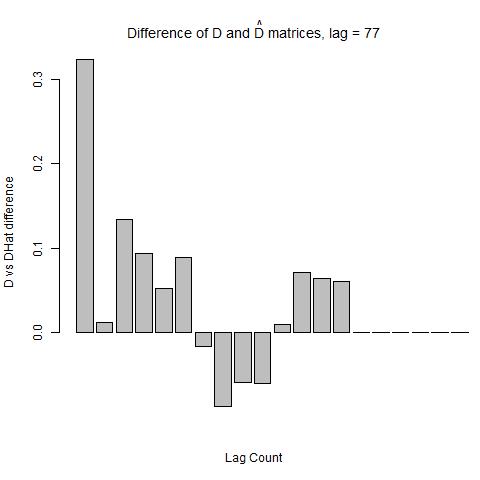 Difference of D and D̂ matrices, lag = 77
0.3
0.2
0.1
0.0
D vs DHat difference
Lag Count